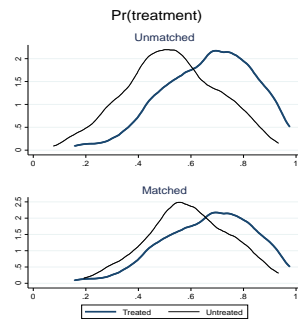 Pr(treatment)
Unmatched
2
1.5
1
.5
0
0 .2 .4 .6 .8 1
Matched
2.5
2
1.5
1
.5
0
0 .2 .4 .6 .8 1
Treated Untreated